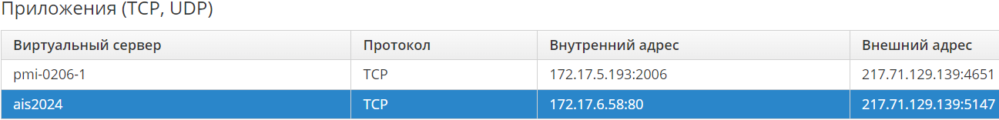 Приложения (TCP, UDP)
Виртуальный сервер Протокол Внутренний адрес Внешний адрес
pmi-0206-1 TCP 172.17.5.193:2006 217.71.129.139:4651
ais2024 TCP 172.17.6.58:80 217.71.129.139:5147